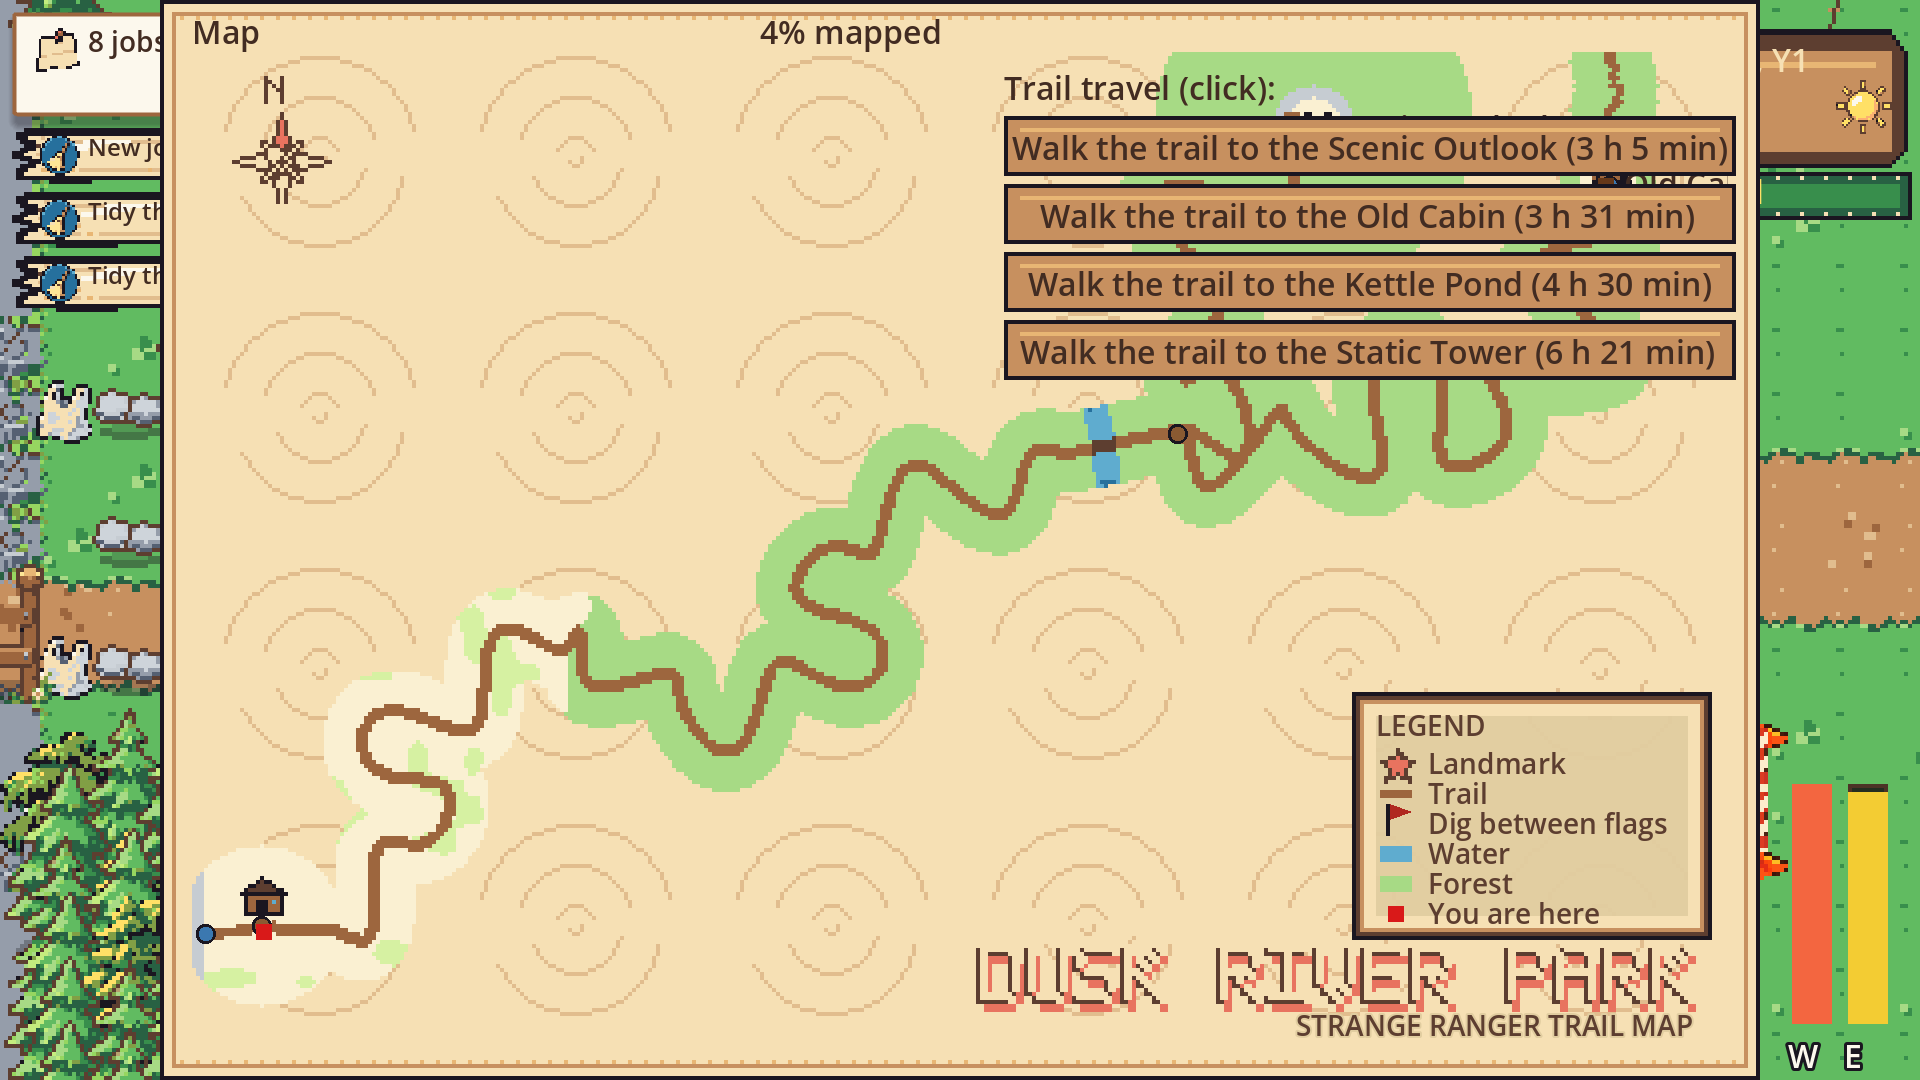 Map
4% mapped
8 jobs
N
Trail travel (click):
Y1
Walk the trail to the Scenic Outlook (3 h 5 min)
New jo
Walk the trail to the Old Cabin (3 h 31 min)
Tidy th
Walk the trail to the Kettle Pond (4 h 30 min)
Tidy th
Walk the trail to the Static Tower (6 h 21 min)
LEGEND
Landmark
Trail
Dig between flags
Water
Forest
You are here
DUSK RIVER PARK
STRANGE RANGER TRAIL MAP
W E